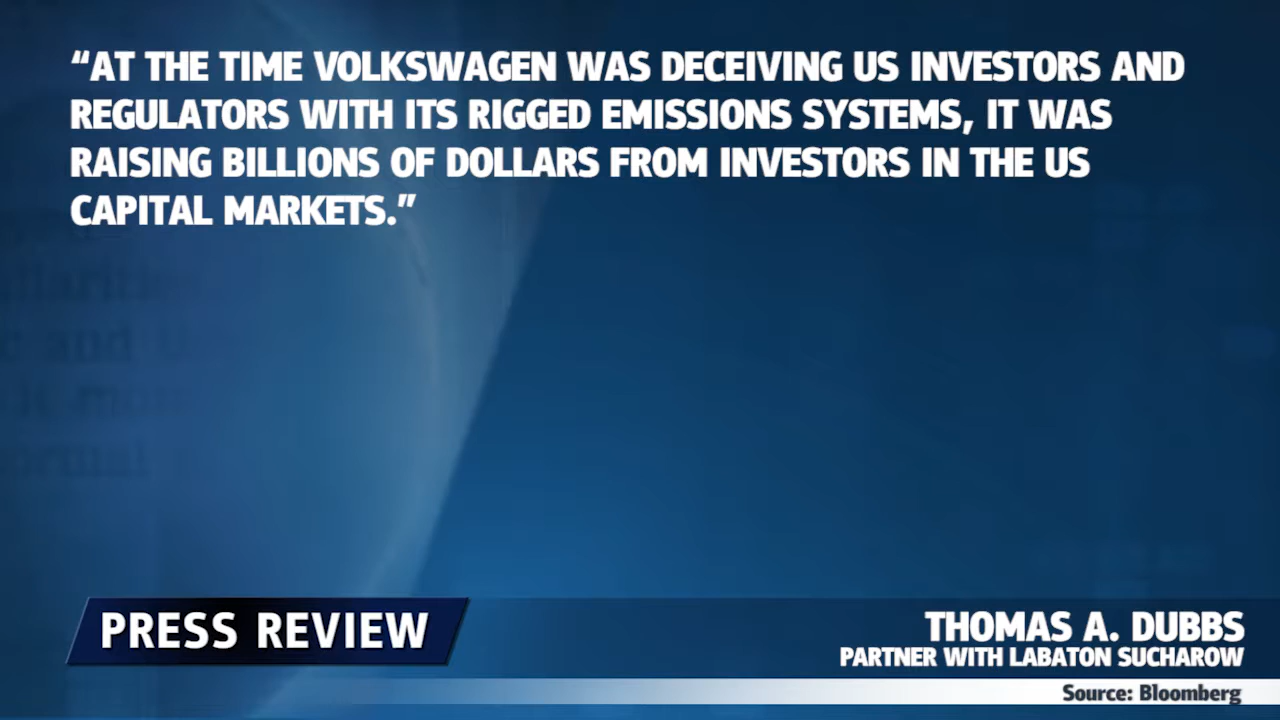 “AT THE TIME VOLKSWAGEN WAS DECEIVING US INVESTORS AND
REGULATORS WITH ITS RIGGED EMISSIONS SYSTEMS, IT WAS
RAISING BILLIONS OF DOLLARS FROM INVESTORS IN THE US
CAPITAL MARKETS.”
PRESS REVIEW
THOMAS A. DUBBS
PARTNER WITH LABATON SUCHAROW
Source: Bloomberg